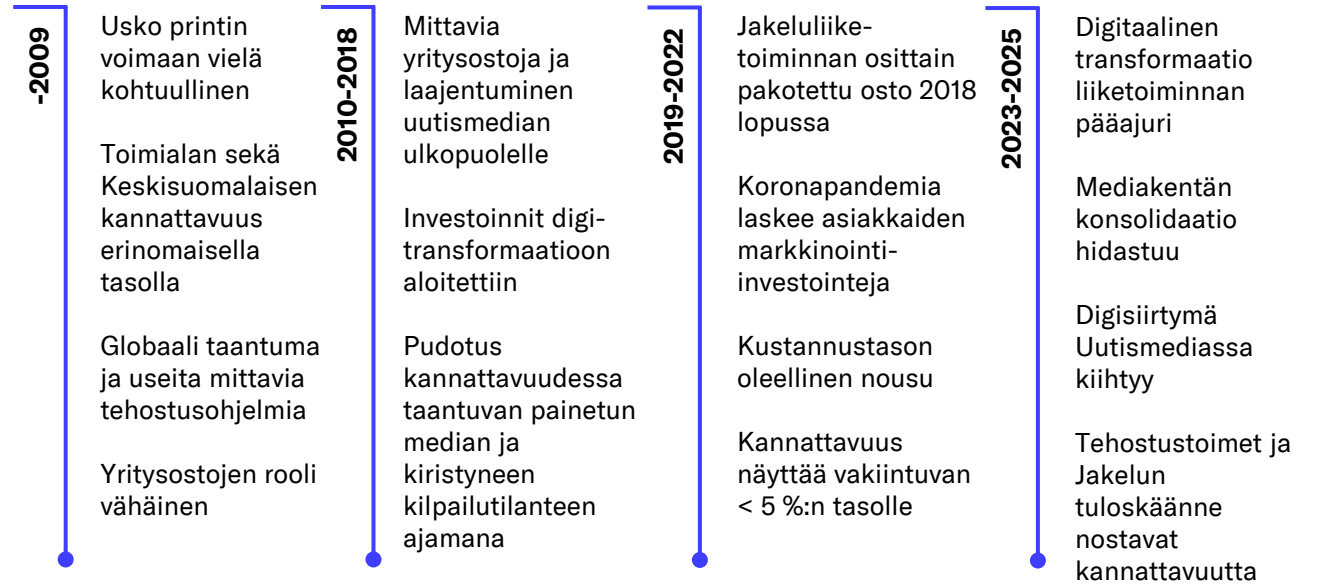 -2009
Usko printin
voimaan vielä
kohtuullinen
Toimialan sekä
Keskisuomalaisen
kannattavuus
erinomaisella
tasolla
Globaali taantuma
ja useita mittavia
tehostusohjelmia
Yritysostojen rooli
vähäinen
2010-2018
Mittavia
yritysostoja ja
laajentuminen
uutismedian
ulkopuolelle
Investoinnit digi-
transformaatioon
aloitettiin
Pudotus
kannattavuudessa
taantuvan painetun
median ja
kiristyneen
kilpailutilanteen
ajamana
2019-2022
Jakeluliike-
toiminnan osittain
pakotettu osto 2018
lopussa
Koronapandemia
laskee asiakkaiden
markkinointi-
investointeja
Kustannustason
oleellinen nousu
Kannattavuus
näyttää vakiintuvan
< 5 %:n tasolle
2023-2025
Digitaalinen
transformaatio
liiketoiminnan
pääajuri
Mediakentän
konsolidaatio
hidastuu
Digisiirtymä
Uutismediassa
kiihtyy
Tehostustoimet ja
Jakelun
tuloskäänne
nostavat
kannattavuutta